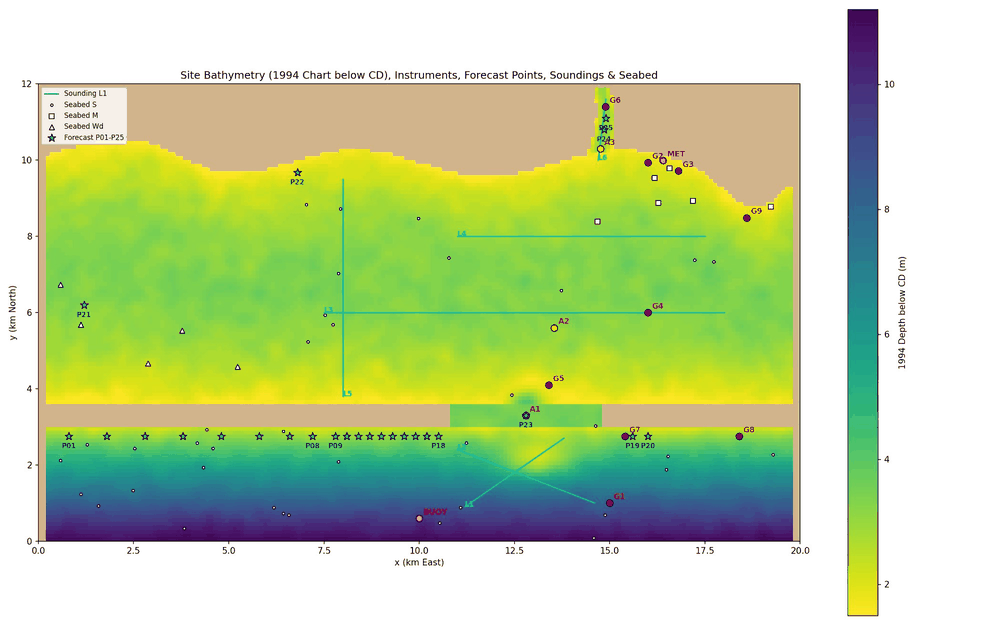 Site Bathymetry (1994 Chart below CD), Instruments, Forecast Points, Soundings & Seabed
Sounding L1
Seabed S
Seabed M
Seabed Wd
Forecast P01-P25
G6
P25
P24
A3
L6
G2
MET
G3
P22
G9
L4
P21
L3
G4
A2
L5
G5
A1
P23
P01
P08
P09
P18
G7
P19
P20
G8
L1
G1
BUOY
12
10
8
6
4
2
0
y (km North)
0.0
2.5
5.0
7.5
10.0
12.5
15.0
17.5
20.0
x (km East)
10
8
6
4
2
1994 Depth below CD (m)